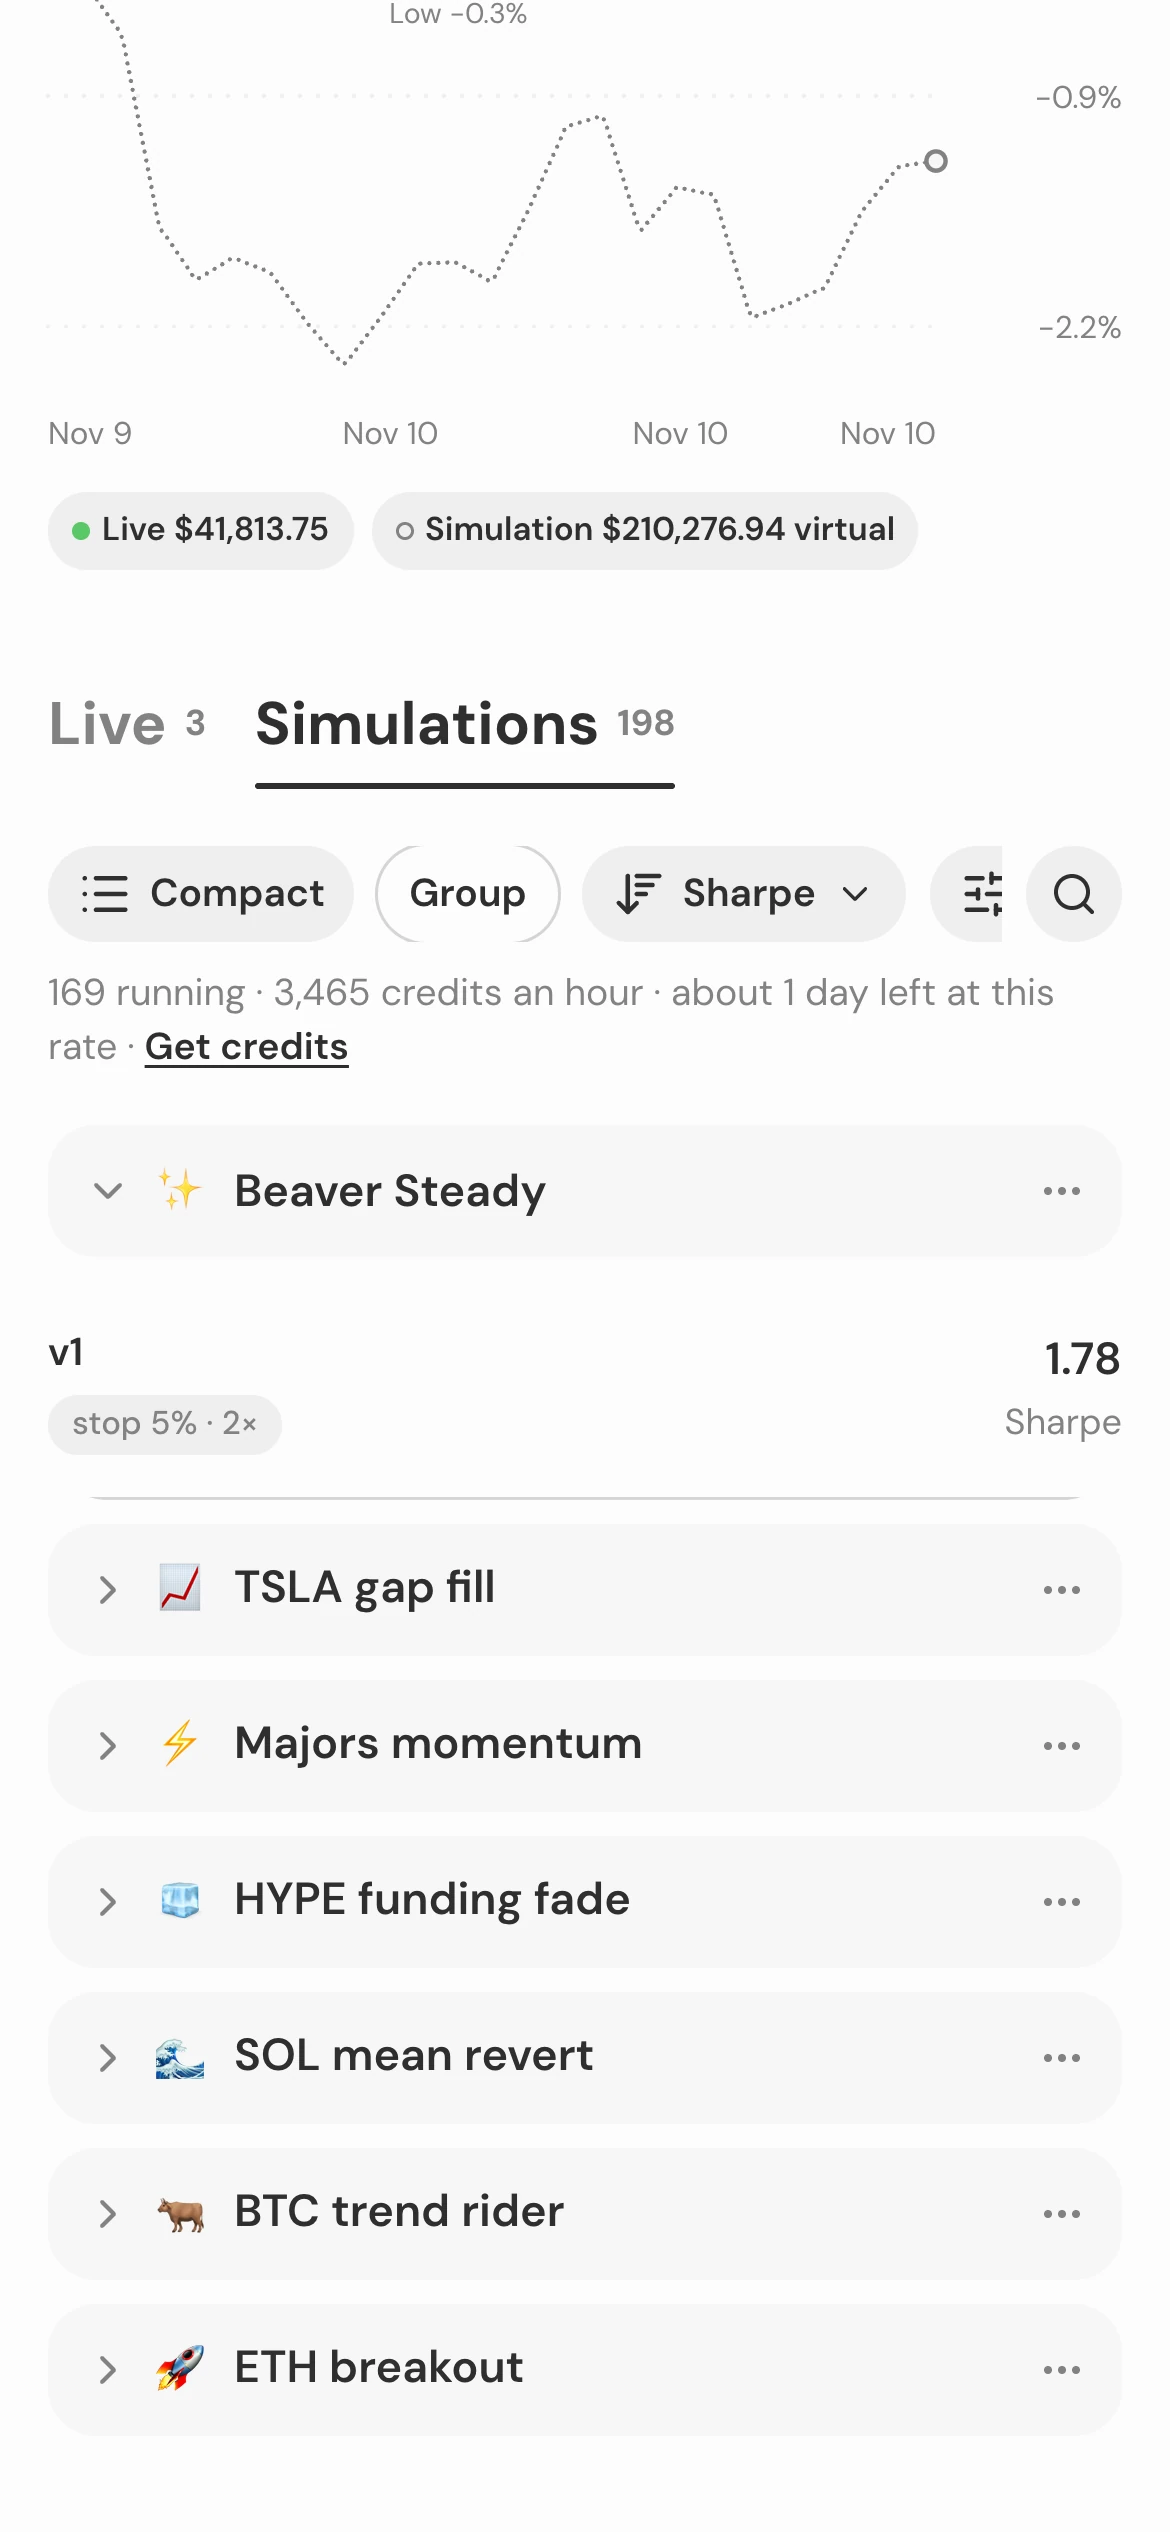 Low -0.3%
-0.9%
-2.2%
Nov 9 Nov 10 Nov 10 Nov 10
Live $41,813.75 Simulation $210,276.94 virtual
Live 3 Simulations 198
Compact Group Sharpe
169 running · 3,465 credits an hour · about 1 day left at this
rate · Get credits
Beaver Steady
v1 1.78
stop 5% · 2× Sharpe
TSLA gap fill
Majors momentum
HYPE funding fade
SOL mean revert
BTC trend rider
ETH breakout